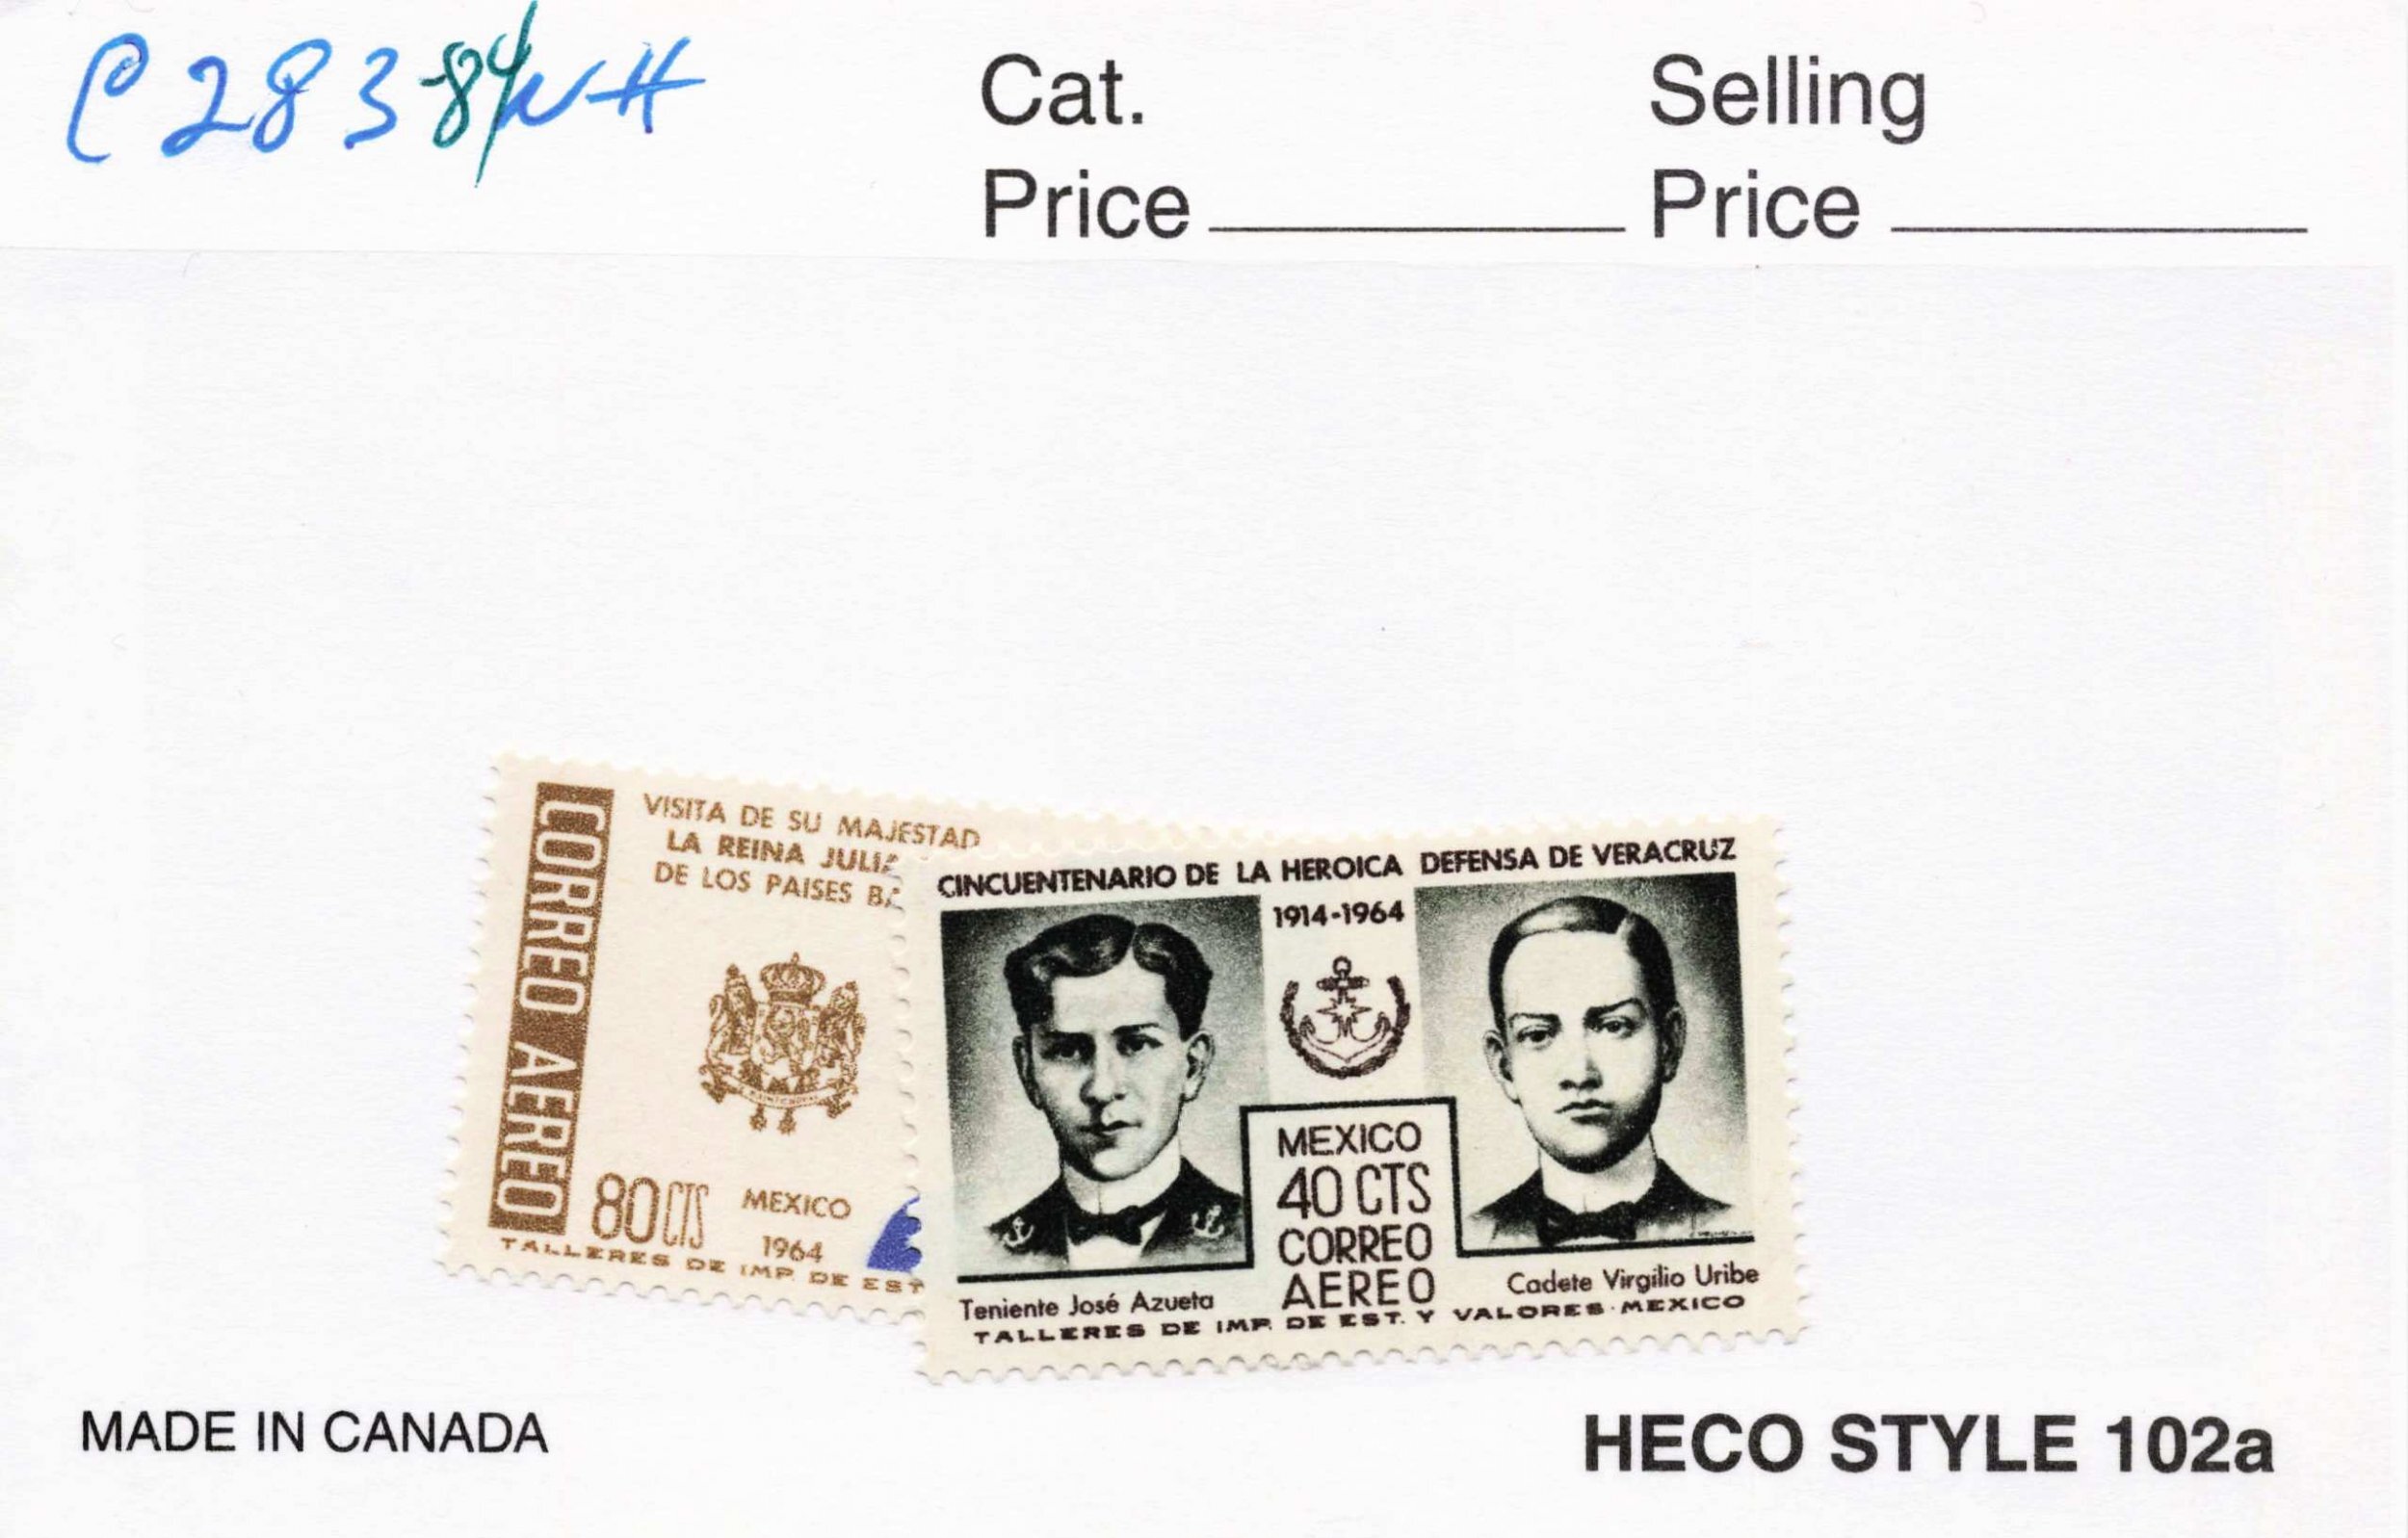 C283-84 NH
Cat.
Price
Selling
Price
CORREO AEREO
VISITA DE SU MAJESTAD
LA REINA JULIA
DE LOS PAISES BA
80 CTS
MEXICO
1964
TALLERES DE IMP. DE EST
CINCUENTENARIO DE LA HEROICA DEFENSA DE VERACRUZ
1914-1964
MEXICO
40 CTS
CORREO
AEREO
Teniente José Azueta
Cadete Virgilio Uribe
TALLERES DE IMP. DE EST. Y VALORES·MEXICO
MADE IN CANADA
HECO STYLE 102a